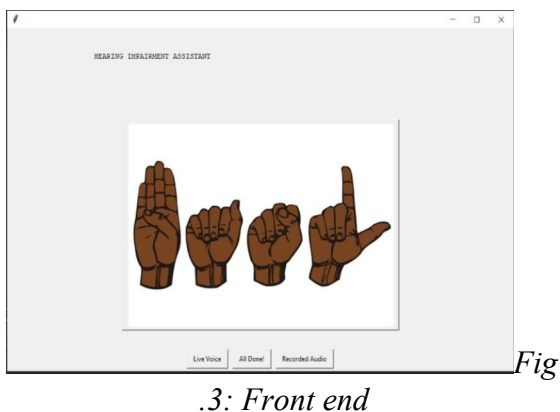 HEARING IMPAIRMENT ASSISTANT
Live Voice All Done! Recorded Audio
Fig
.3: Front end